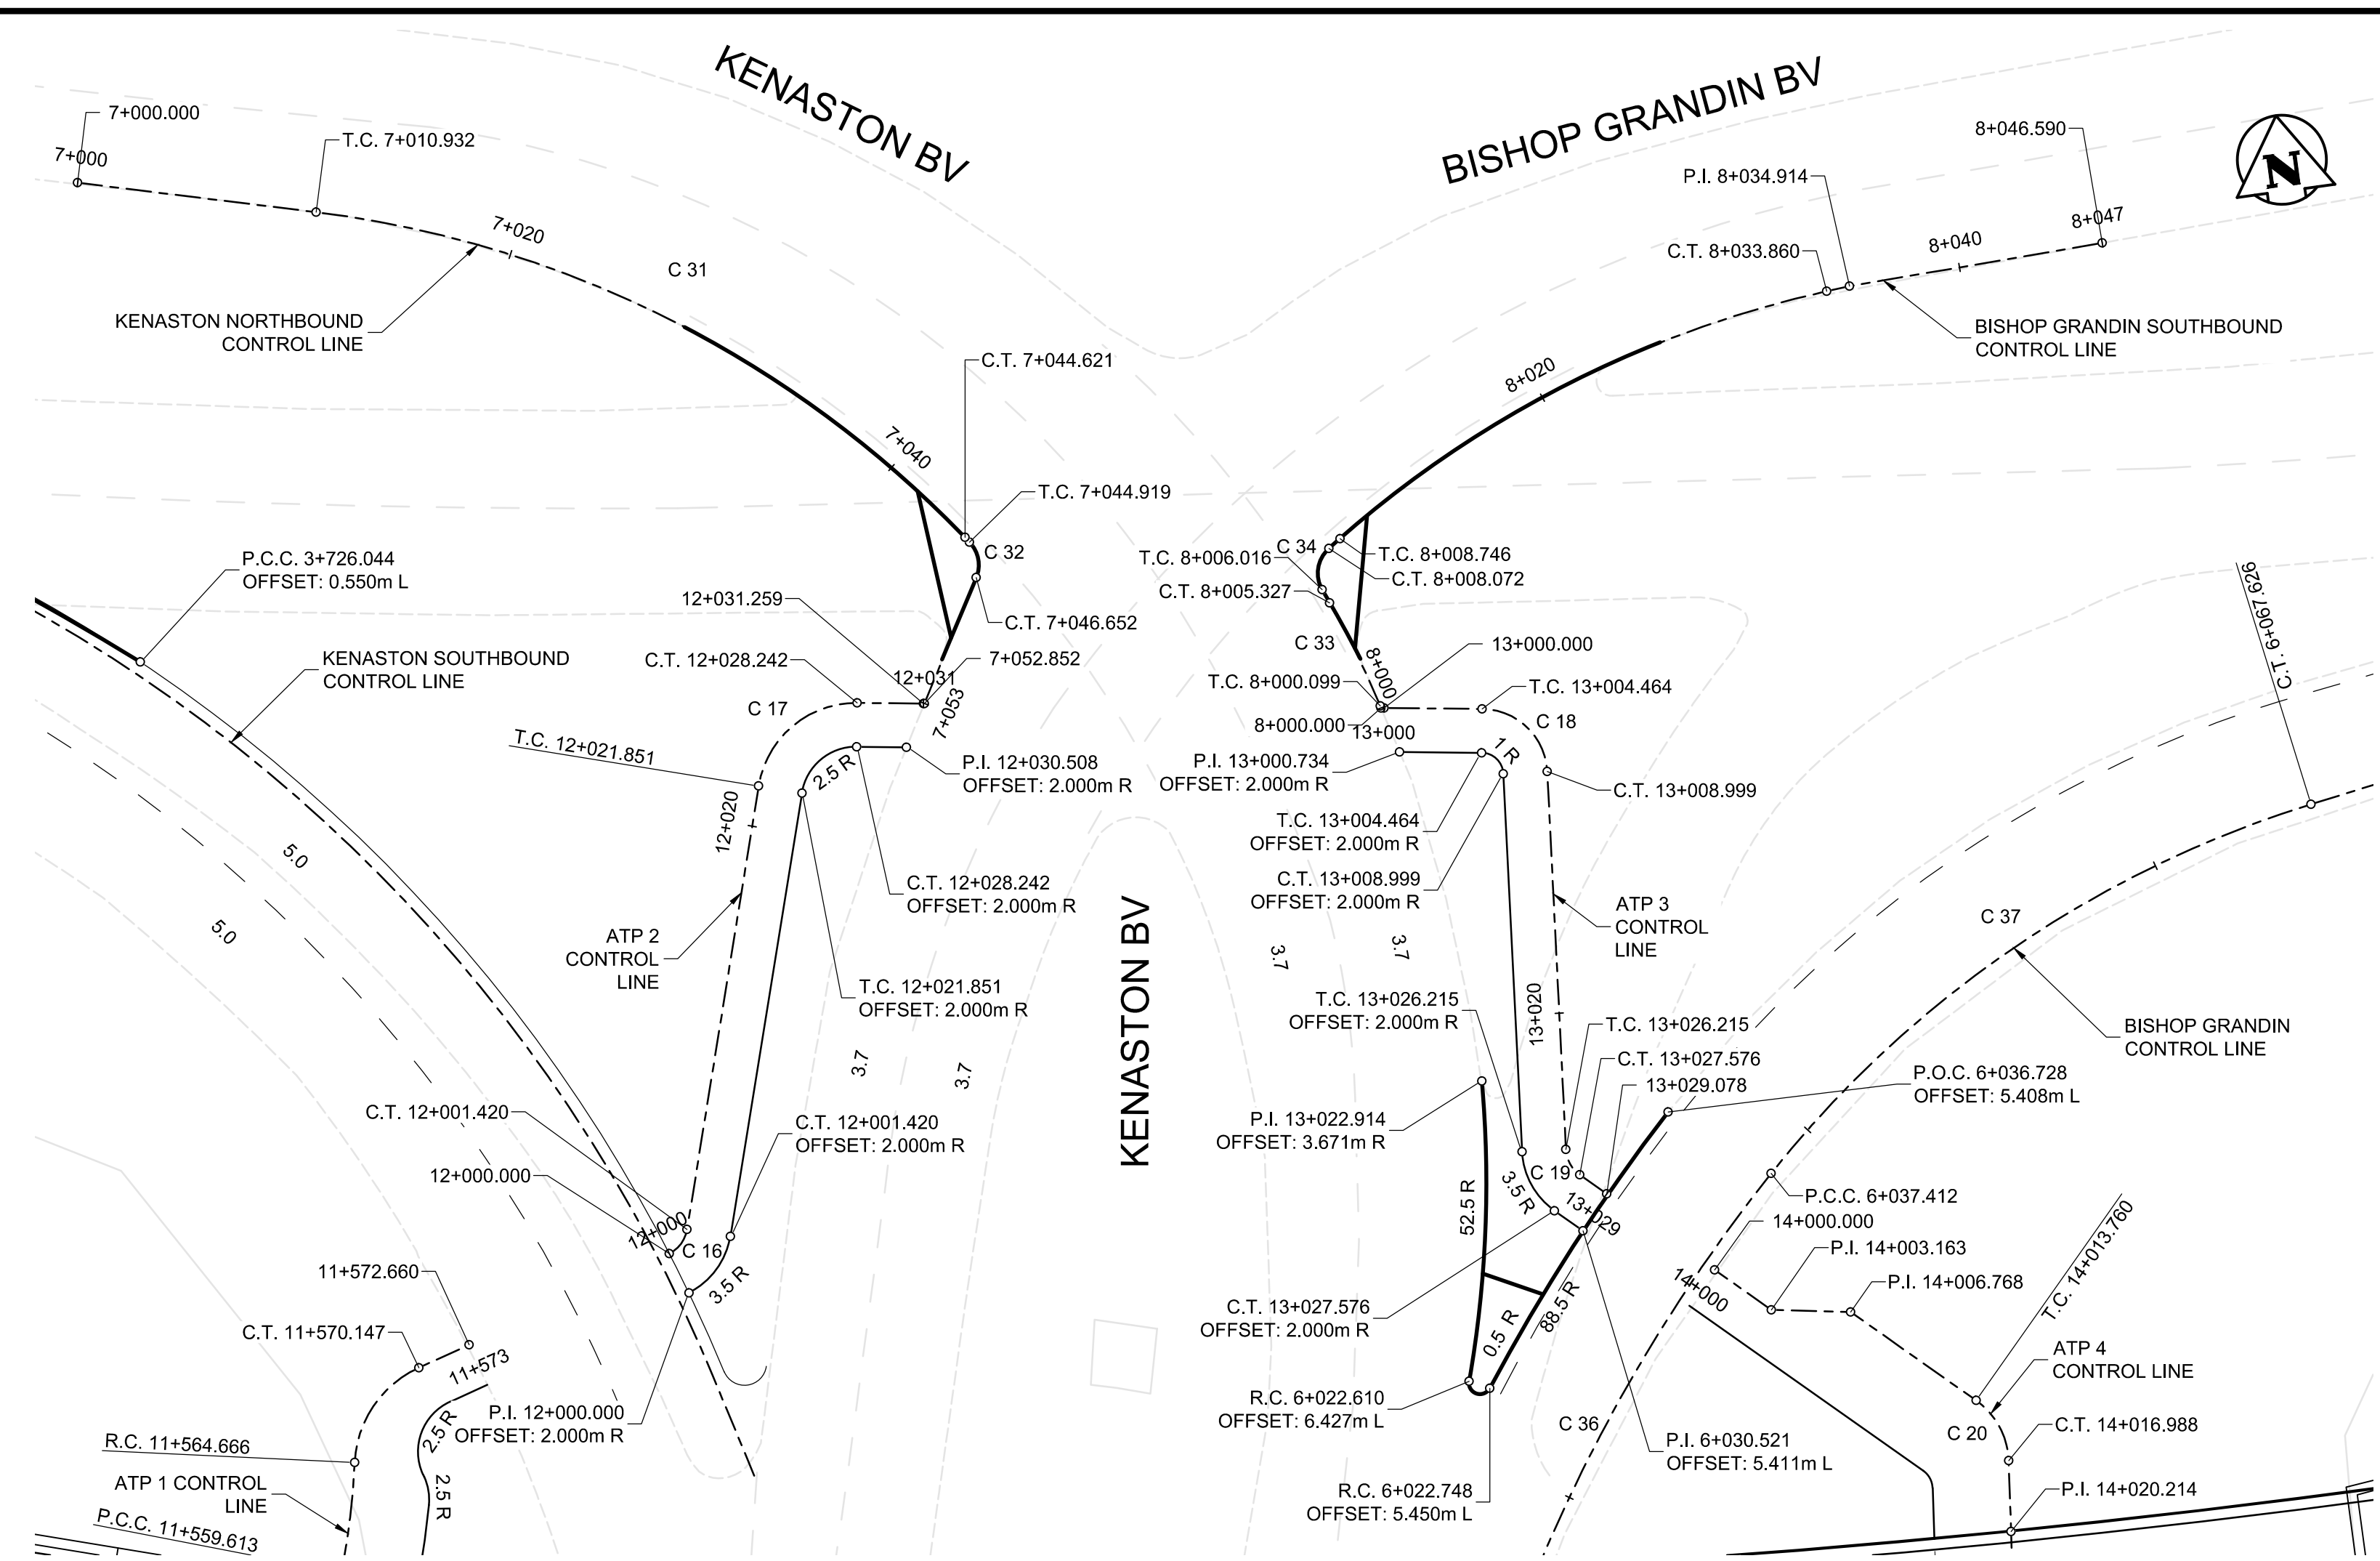 KENASTON BV
BISHOP GRANDIN BV
7+000.000
7+000
T.C. 7+010.932
7+020
C 31
KENASTON NORTHBOUND
CONTROL LINE
C.T. 7+044.621
7+040
T.C. 7+044.919
C 32
C.T. 7+046.652
7+052.852
7+053
8+046.590
8+047
P.I. 8+034.914
C.T. 8+033.860
8+040
N
BISHOP GRANDIN SOUTHBOUND
CONTROL LINE
8+020
T.C. 8+006.016
C 34
T.C. 8+008.746
C.T. 8+008.072
C.T. 8+005.327
C 33
8+000
T.C. 8+000.099
8+000.000
13+000.000
13+000
T.C. 13+004.464
C 18
1 R
P.I. 13+000.734
OFFSET: 2.000m R
C.T. 13+008.999
T.C. 13+004.464
OFFSET: 2.000m R
C.T. 13+008.999
OFFSET: 2.000m R
P.C.C. 3+726.044
OFFSET: 0.550m L
KENASTON SOUTHBOUND
CONTROL LINE
12+031.259
C.T. 12+028.242
12+031
C 17
T.C. 12+021.851
2.5 R
P.I. 12+030.508
OFFSET: 2.000m R
12+020
C.T. 12+028.242
OFFSET: 2.000m R
5.0
5.0
ATP 2
CONTROL
LINE
T.C. 12+021.851
OFFSET: 2.000m R
3.7
3.7
KENASTON BV
3.7
3.7
ATP 3
CONTROL
LINE
C.T. 6+067.626
C 37
BISHOP GRANDIN
CONTROL LINE
T.C. 13+026.215
OFFSET: 2.000m R
13+020
T.C. 13+026.215
C.T. 13+027.576
13+029.078
P.O.C. 6+036.728
OFFSET: 5.408m L
C.T. 12+001.420
12+000.000
C.T. 12+001.420
OFFSET: 2.000m R
12+000
C 16
3.5 R
P.I. 13+022.914
OFFSET: 3.671m R
52.5 R
C 19
3.5 R
13+029
P.C.C. 6+037.412
14+000.000
P.I. 14+003.163
P.I. 14+006.768
14+000
T.C. 14+013.760
11+572.660
C.T. 11+570.147
11+573
P.I. 12+000.000
OFFSET: 2.000m R
2.5 R
2.5 R
R.C. 11+564.666
ATP 1 CONTROL
LINE
P.C.C. 11+559.613
C.T. 13+027.576
OFFSET: 2.000m R
0.5 R
88.5 R
R.C. 6+022.610
OFFSET: 6.427m L
R.C. 6+022.748
OFFSET: 5.450m L
C 36
P.I. 6+030.521
OFFSET: 5.411m L
ATP 4
CONTROL LINE
C 20
C.T. 14+016.988
P.I. 14+020.214